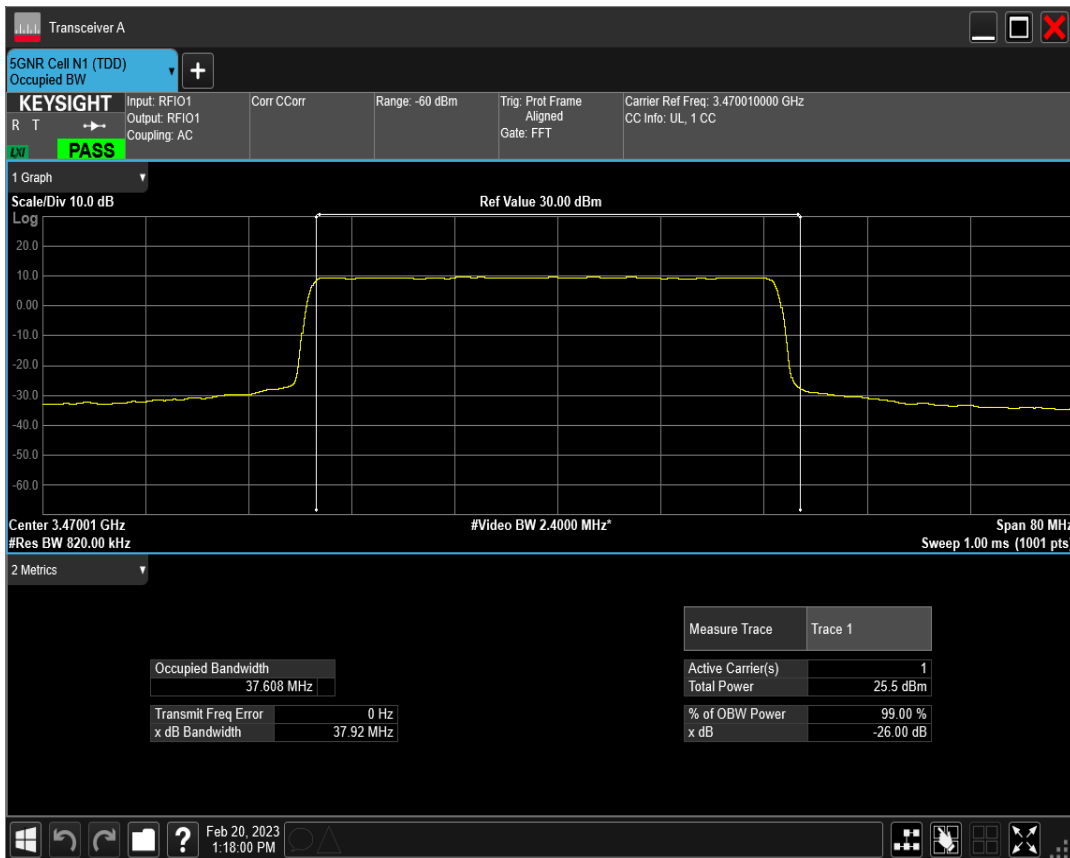 Transceiver A
5GNR Cell N1 (TDD)
Occupied BW
KEYSIGHT
R T
LXI
PASS
Input: RFIO1
Output: RFIO1
Coupling: AC
Corr CCorr
Range: -60 dBm
Trig: Prot Frame
Aligned
Gate: FFT
Carrier Ref Freq: 3.470010000 GHz
CC Info: UL, 1 CC
1 Graph
Scale/Div 10.0 dB
Ref Value 30.00 dBm
Log
20.0
10.0
0.00
-10.0
-20.0
-30.0
-40.0
-50.0
-60.0
Center 3.47001 GHz
#Video BW 2.4000 MHz*
Span 80 MHz
#Res BW 820.00 kHz
Sweep 1.00 ms (1001 pts)
2 Metrics
Measure Trace Trace 1
Occupied Bandwidth
37.608 MHz
Active Carrier(s) 1
Total Power 25.5 dBm
Transmit Freq Error 0 Hz
x dB Bandwidth 37.92 MHz
% of OBW Power 99.00 %
x dB -26.00 dB
?
Feb 20, 2023
1:18:00 PM